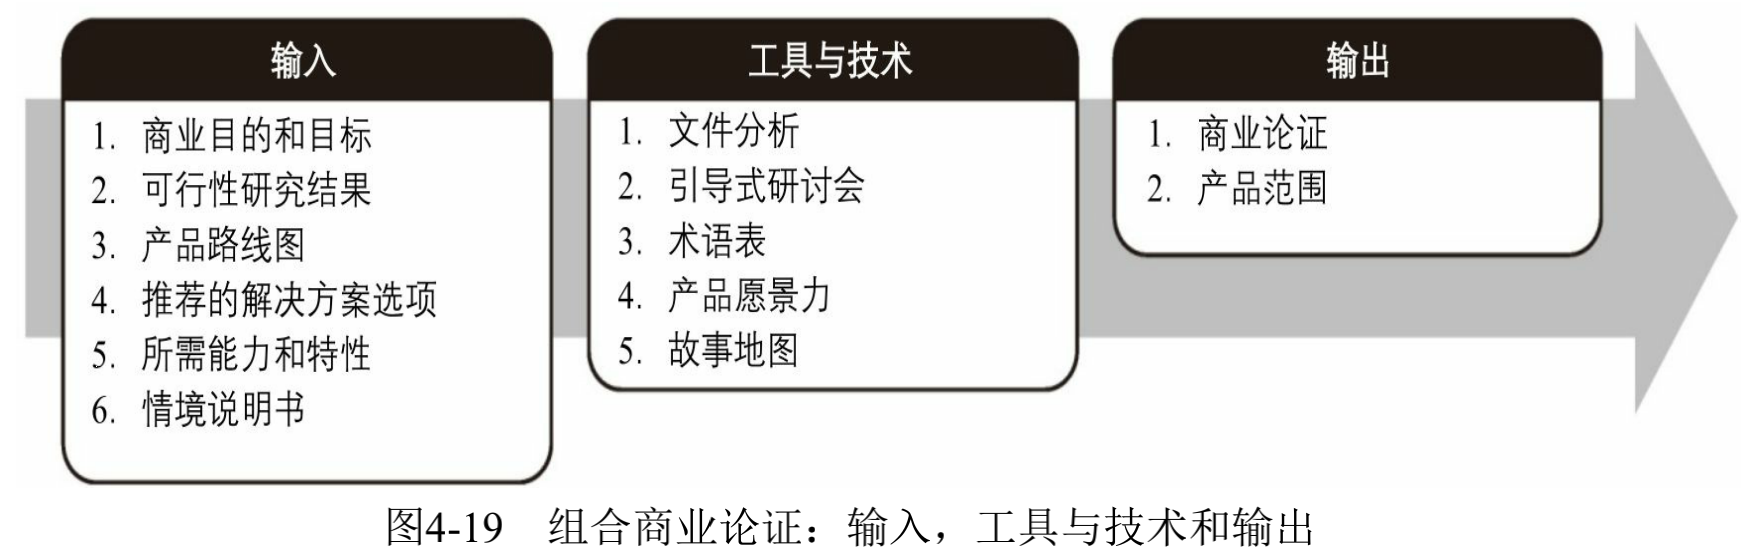 输入
1. 商业目的和目标
2. 可行性研究结果
3. 产品路线图
4. 推荐的解决方案选项
5. 所需能力和特性
6. 情境说明书
工具与技术
1. 文件分析
2. 引导式研讨会
3. 术语表
4. 产品愿景力
5. 故事地图
输出
1. 商业论证
2. 产品范围
图4-19 组合商业论证：输入，工具与技术和输出